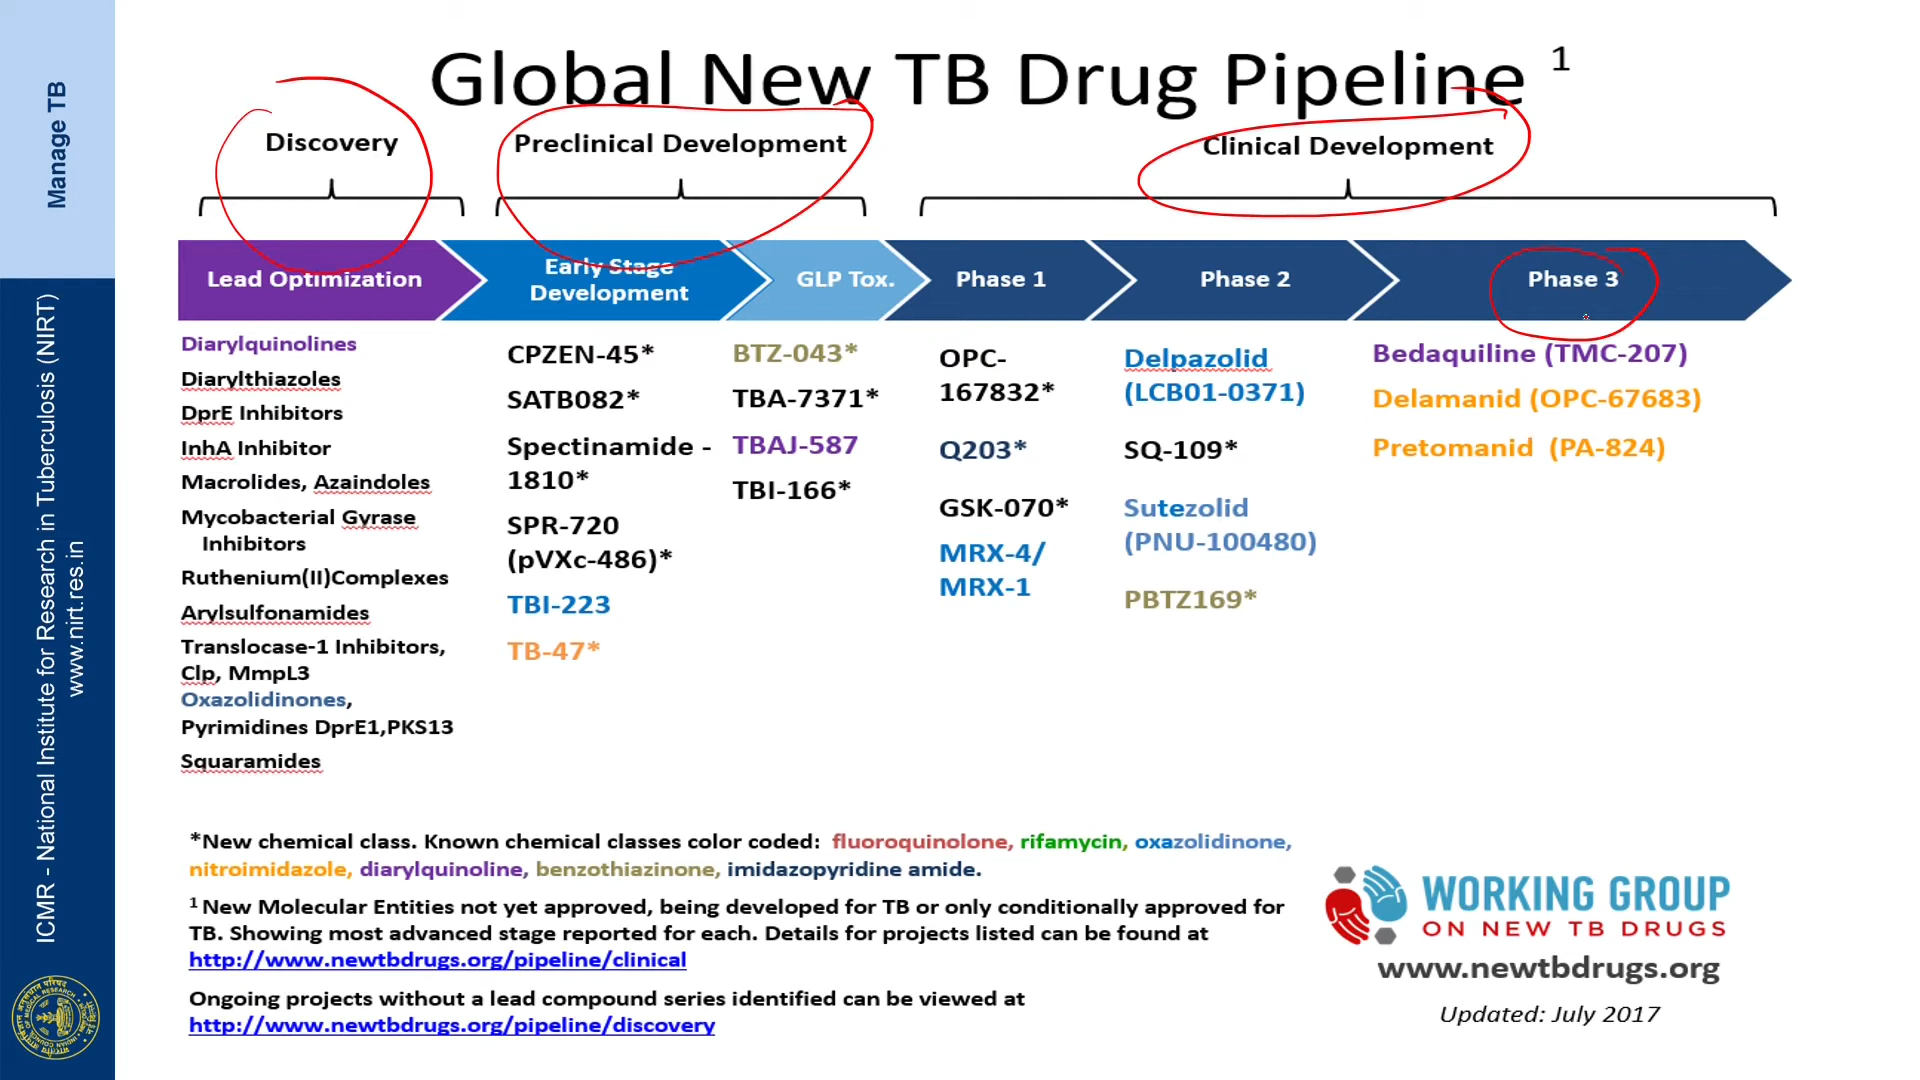 Manage TB
ICMR - National Institute for Research in Tuberculosis (NIRT)
www.nirt.res.in
Global New TB Drug Pipeline 1
Discovery
Preclinical Development
Clinical Development
Lead Optimization
Early Stage
Development
GLP Tox.
Phase 1
Phase 2
Phase 3
Diarylquinolines
Diarylthiazoles
DprE Inhibitors
InhA Inhibitor
Macrolides, Azaindoles
Mycobacterial Gyrase
Inhibitors
Ruthenium(II)Complexes
Arylsulfonamides
Translocase-1 Inhibitors,
Clp, MmpL3
Oxazolidinones,
Pyrimidines DprE1,PKS13
Squaramides
CPZEN-45*
SATB082*
Spectinamide -
1810*
SPR-720
(pVXc-486)*
TBI-223
TB-47*
BTZ-043*
TBA-7371*
TBAJ-587
TBI-166*
OPC-
167832*
Q203*
GSK-070*
MRX-4/
MRX-1
Delpazolid
(LCB01-0371)
SQ-109*
Sutezolid
(PNU-100480)
PBTZ169*
Bedaquiline (TMC-207)
Delamanid (OPC-67683)
Pretomanid (PA-824)
*New chemical class. Known chemical classes color coded: fluoroquinolone, rifamycin, oxazolidinone,
nitroimidazole, diarylquinoline, benzothiazinone, imidazopyridine amide.
1 New Molecular Entities not yet approved, being developed for TB or only conditionally approved for
TB. Showing most advanced stage reported for each. Details for projects listed can be found at
http://www.newtbdrugs.org/pipeline/clinical
Ongoing projects without a lead compound series identified can be viewed at
http://www.newtbdrugs.org/pipeline/discovery
WORKING GROUP
ON NEW TB DRUGS
www.newtbdrugs.org
Updated: July 2017